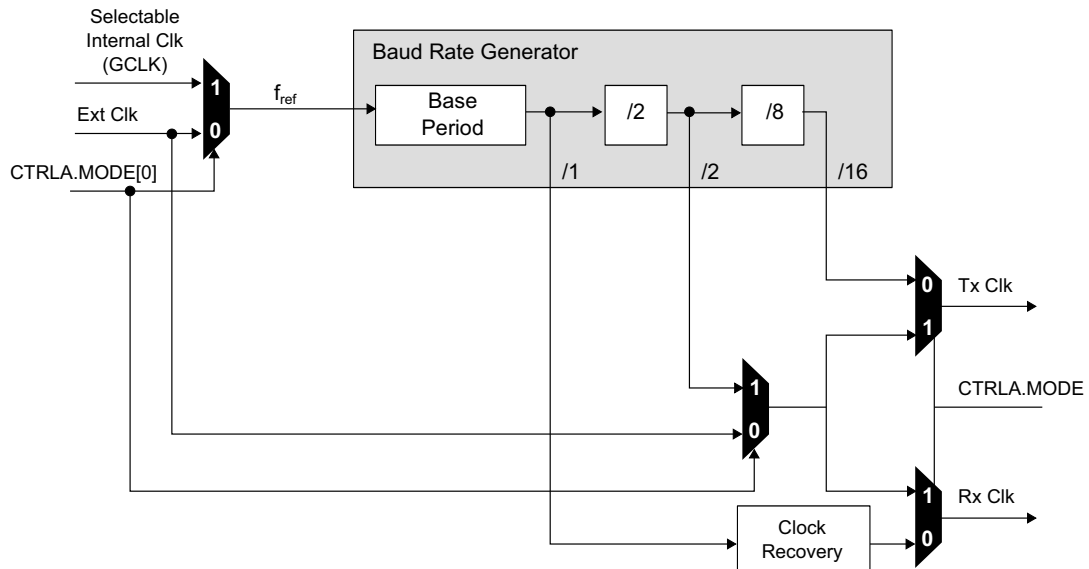 Selectable
Internal Clk
(GCLK)
Baud Rate Generator
1
f_ref
Base
Period
/2
/8
Ext Clk
0
CTRLA.MODE[0]
/1
/2
/16
0
Tx Clk
1
1
CTRLA.MODE
0
1
Rx Clk
Clock
Recovery
0